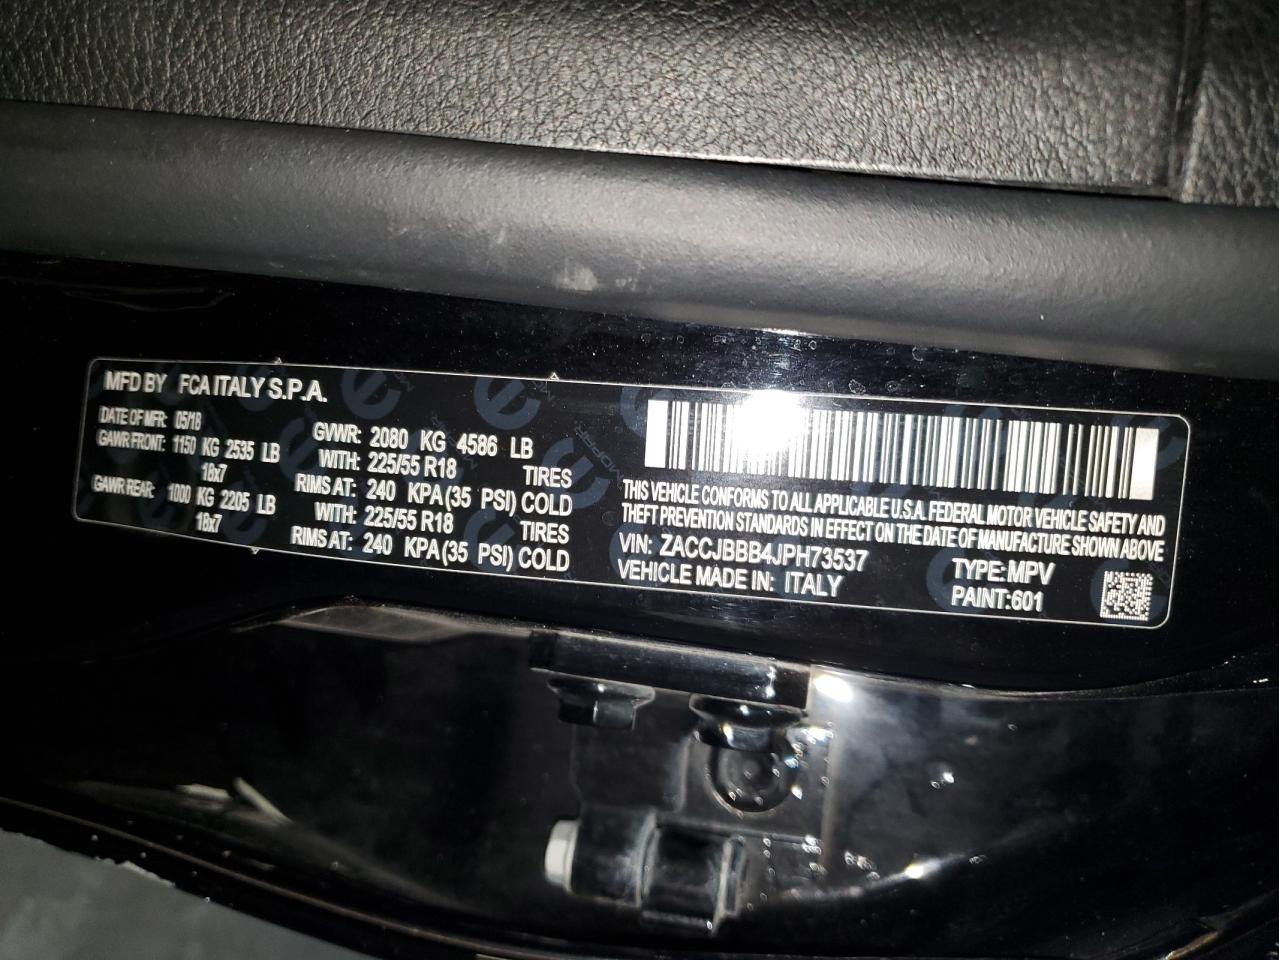 MFD BY FCA ITALY S.P.A.
DATE OF MFR: 05/18 GVWR: 2080 KG 4586 LB
GAWR FRONT: 1150 KG 2535 LB WITH: 225/55 R18 TIRES
18x7 RIMS AT: 240 KPA (35 PSI) COLD
GAWR REAR: 1000 KG 2205 LB WITH: 225/55 R18 TIRES
18x7 RIMS AT: 240 KPA (35 PSI) COLD
THIS VEHICLE CONFORMS TO ALL APPLICABLE U.S.A. FEDERAL MOTOR VEHICLE SAFETY AND
THEFT PREVENTION STANDARDS IN EFFECT ON THE DATE OF MANUFACTURE SHOWN ABOVE
VIN: ZACCJBBB4JPH73537 TYPE: MPV
VEHICLE MADE IN: ITALY PAINT:601